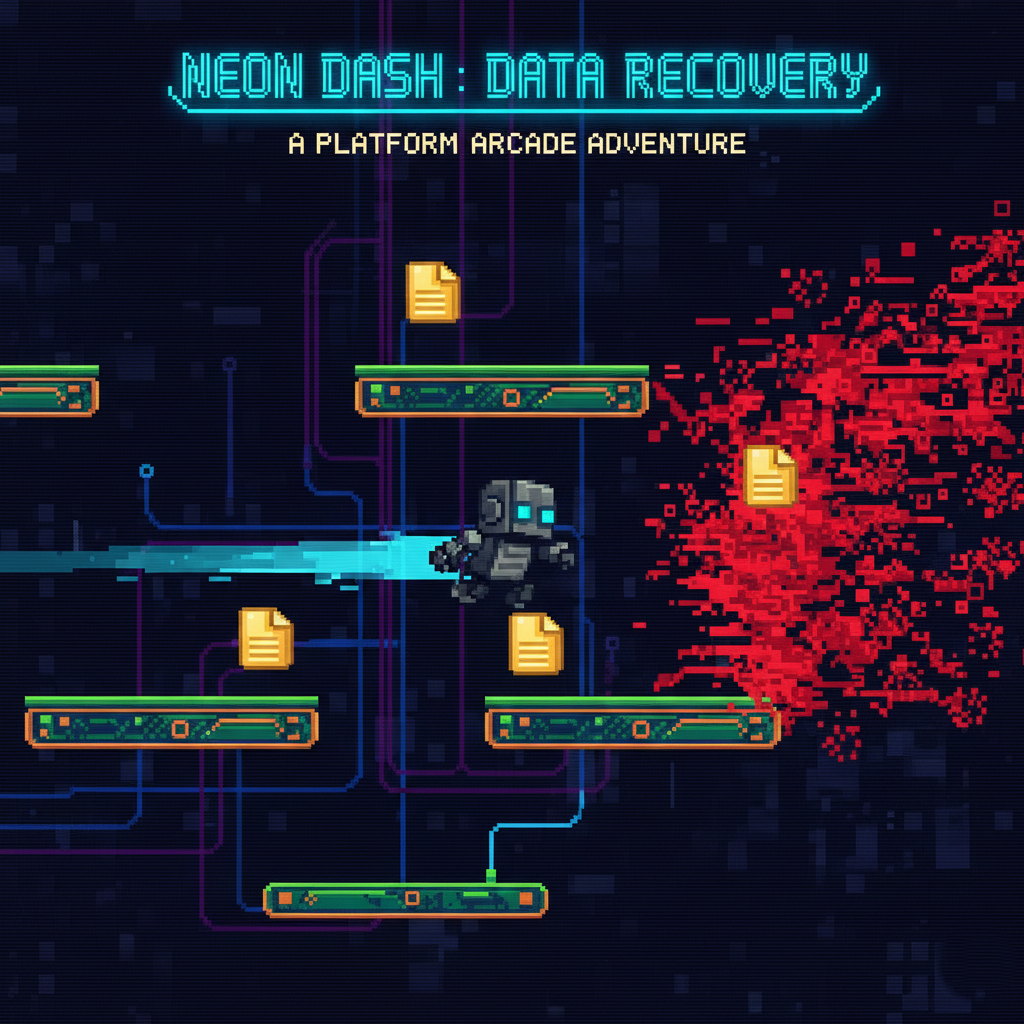 NEON DASH : DATA RECOVERY
A PLATFORM ARCADE ADVENTURE